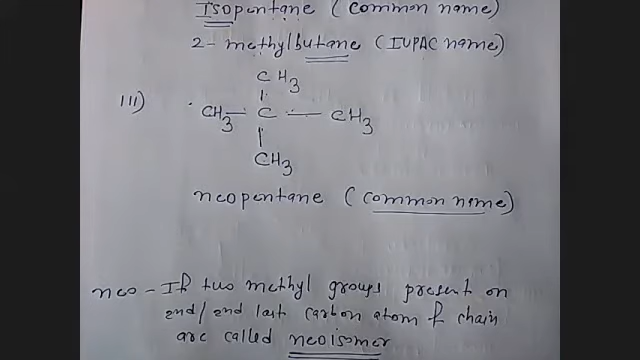 Isopentane (common name)
2- methylbutane (IUPAC name)
CH3
III) CH3 — C — CH3
CH3
neopentane (common name)
neo - If two methyl groups present on
2nd/2nd last carbon atom of chain
are called neoisomer